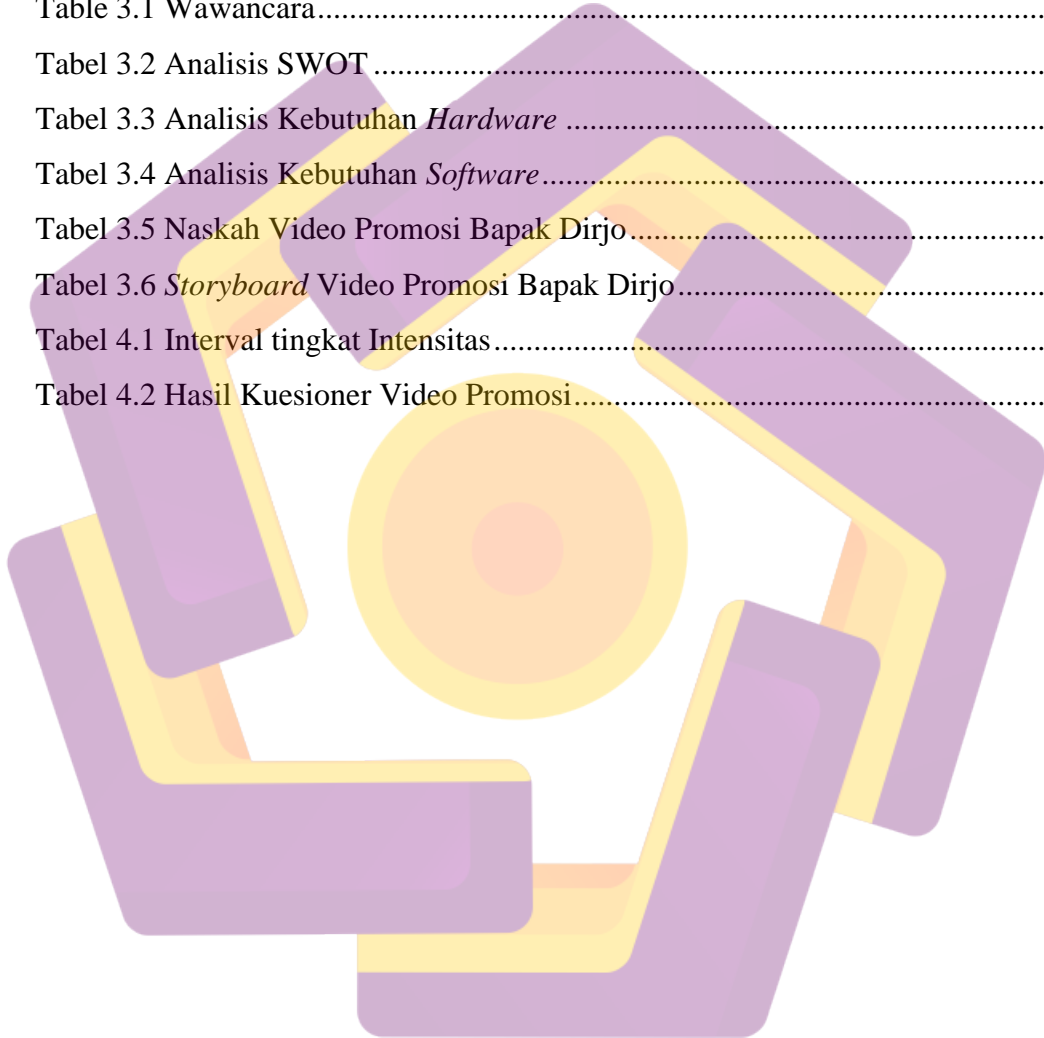 Table 3.1 Wawancara................................................................
Tabel 3.2 Analisis SWOT................................................................
Tabel 3.3 Analisis Kebutuhan Hardware................................................................
Tabel 3.4 Analisis Kebutuhan Software................................................................
Tabel 3.5 Naskah Video Promosi Bapak Dirjo................................................................
Tabel 3.6 Storyboard Video Promosi Bapak Dirjo................................................................
Tabel 4.1 Interval tingkat Intensitas................................................................
Tabel 4.2 Hasil Kuesioner Video Promosi................................................................